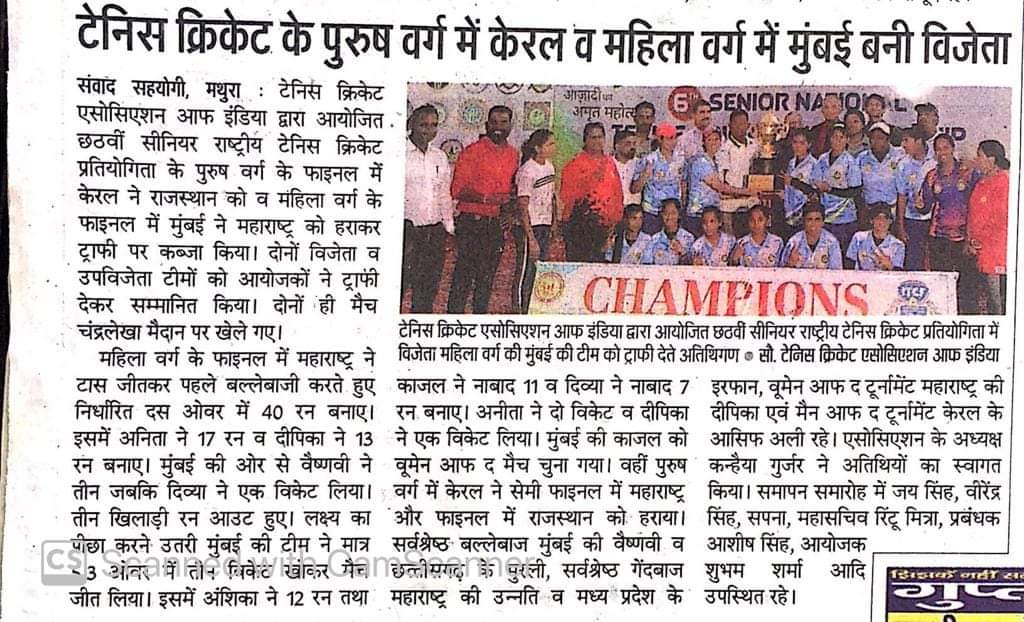 टेनिस क्रिकेट के पुरुष वर्ग में केरल व महिला वर्ग में मुंबई बनी विजेता
संवाद सहयोगी, मथुरा : टेनिस क्रिकेट
एसोसिएशन आफ इंडिया द्वारा आयोजित
छठवीं सीनियर राष्ट्रीय टेनिस क्रिकेट
प्रतियोगिता के पुरुष वर्ग के फाइनल में
केरल ने राजस्थान को व महिला वर्ग के
फाइनल में मुंबई ने महाराष्ट्र को हराकर
ट्राफी पर कब्जा किया। दोनों विजेता व
उपविजेता टीमों को आयोजकों ने ट्राफी
देकर सम्मानित किया। दोनों ही मैच
चंद्रलेखा मैदान पर खेले गए।
महिला वर्ग के फाइनल में महाराष्ट्र ने
टास जीतकर पहले बल्लेबाजी करते हुए
निर्धारित दस ओवर में 40 रन बनाए।
इसमें अनिता ने 17 रन व दीपिका ने 13
रन बनाए। मुंबई की ओर से वैष्णवी ने
तीन जबकि दिव्या ने एक विकेट लिया।
तीन खिलाड़ी रन आउट हुए। लक्ष्य का
पीछा करने उतरी मुंबई की टीम ने मात्र
ओवर में तीन विकेट खोकर मैच
जीत लिया। इसमें अंशिका ने 12 रन तथा
आज़ादी का
अमृत महोत्सव
6th SENIOR NATIONAL
CHAMPIONS
टेनिस क्रिकेट एसोसिएशन आफ इंडिया द्वारा आयोजित छठवीं सीनियर राष्ट्रीय टेनिस क्रिकेट प्रतियोगिता में
विजेता महिला वर्ग की मुंबई की टीम को ट्राफी देते अतिथिगण ● सौ. टेनिस क्रिकेट एसोसिएशन आफ इंडिया
काजल ने नाबाद 11 व दिव्या ने नाबाद 7
रन बनाए। अनीता ने दो विकेट व दीपिका
ने एक विकेट लिया। मुंबई की काजल को
वूमेन आफ द मैच चुना गया। वहीं पुरुष
वर्ग में केरल ने सेमी फाइनल में महाराष्ट्र
और फाइनल में राजस्थान को हराया।
सर्वश्रेष्ठ बल्लेबाज मुंबई की वैष्णवी व
छत्तीसगढ़ के मुरली, सर्वश्रेष्ठ गेंदबाज
महाराष्ट्र की उन्नति व मध्य प्रदेश के
इरफान, वूमेन आफ द टूर्नामेंट महाराष्ट्र की
दीपिका एवं मैन आफ द टूर्नामेंट केरल के
आसिफ अली रहे। एसोसिएशन के अध्यक्ष
कन्हैया गुर्जर ने अतिथियों का स्वागत
किया। समापन समारोह में जय सिंह, वीरेंद्र
सिंह, सपना, महासचिव रिंटू मित्रा, प्रबंधक
आशीष सिंह, आयोजक
शुभम शर्मा आदि
उपस्थित रहे।
CS Scanned with CamScanner
झिझकें नहीं